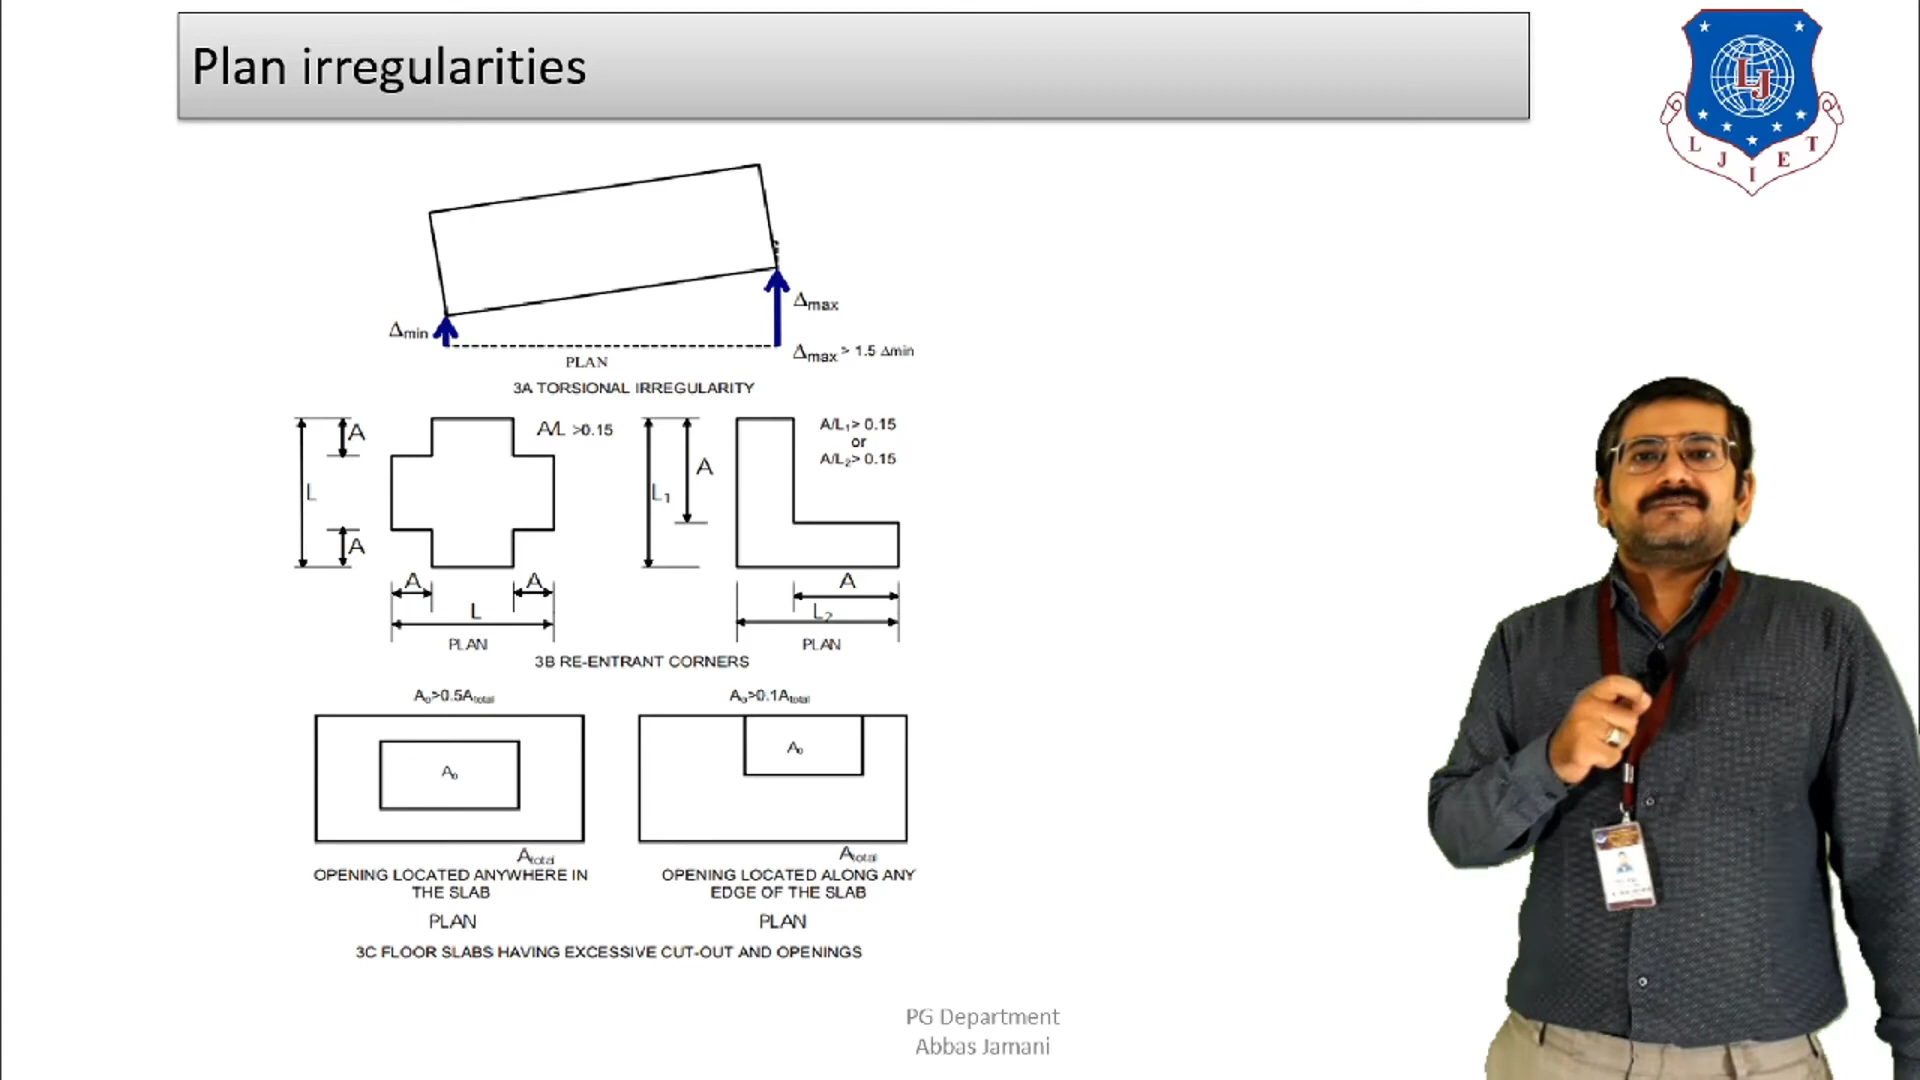 Plan irregularities
L J I E T
LJ
Δmin
Δmax
Δmax > 1.5 Δmin
PLAN
3A TORSIONAL IRREGULARITY
A
L
A
A
A
L
A/L >0.15
PLAN
L1
A
A/L1> 0.15
or
A/L2> 0.15
A
L2
PLAN
3B RE-ENTRANT CORNERS
Ao>0.5Atotal
Ao
Atotal
OPENING LOCATED ANYWHERE IN
THE SLAB
PLAN
Ao>0.1Atotal
Ao
Atotal
OPENING LOCATED ALONG ANY
EDGE OF THE SLAB
PLAN
3C FLOOR SLABS HAVING EXCESSIVE CUT-OUT AND OPENINGS
PG Department
Abbas Jamani